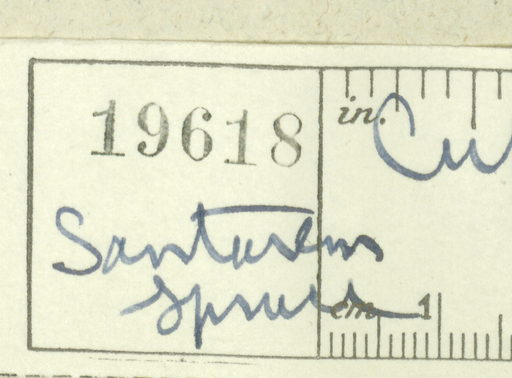 19618
in.
Santarem
Spruce
cm 1